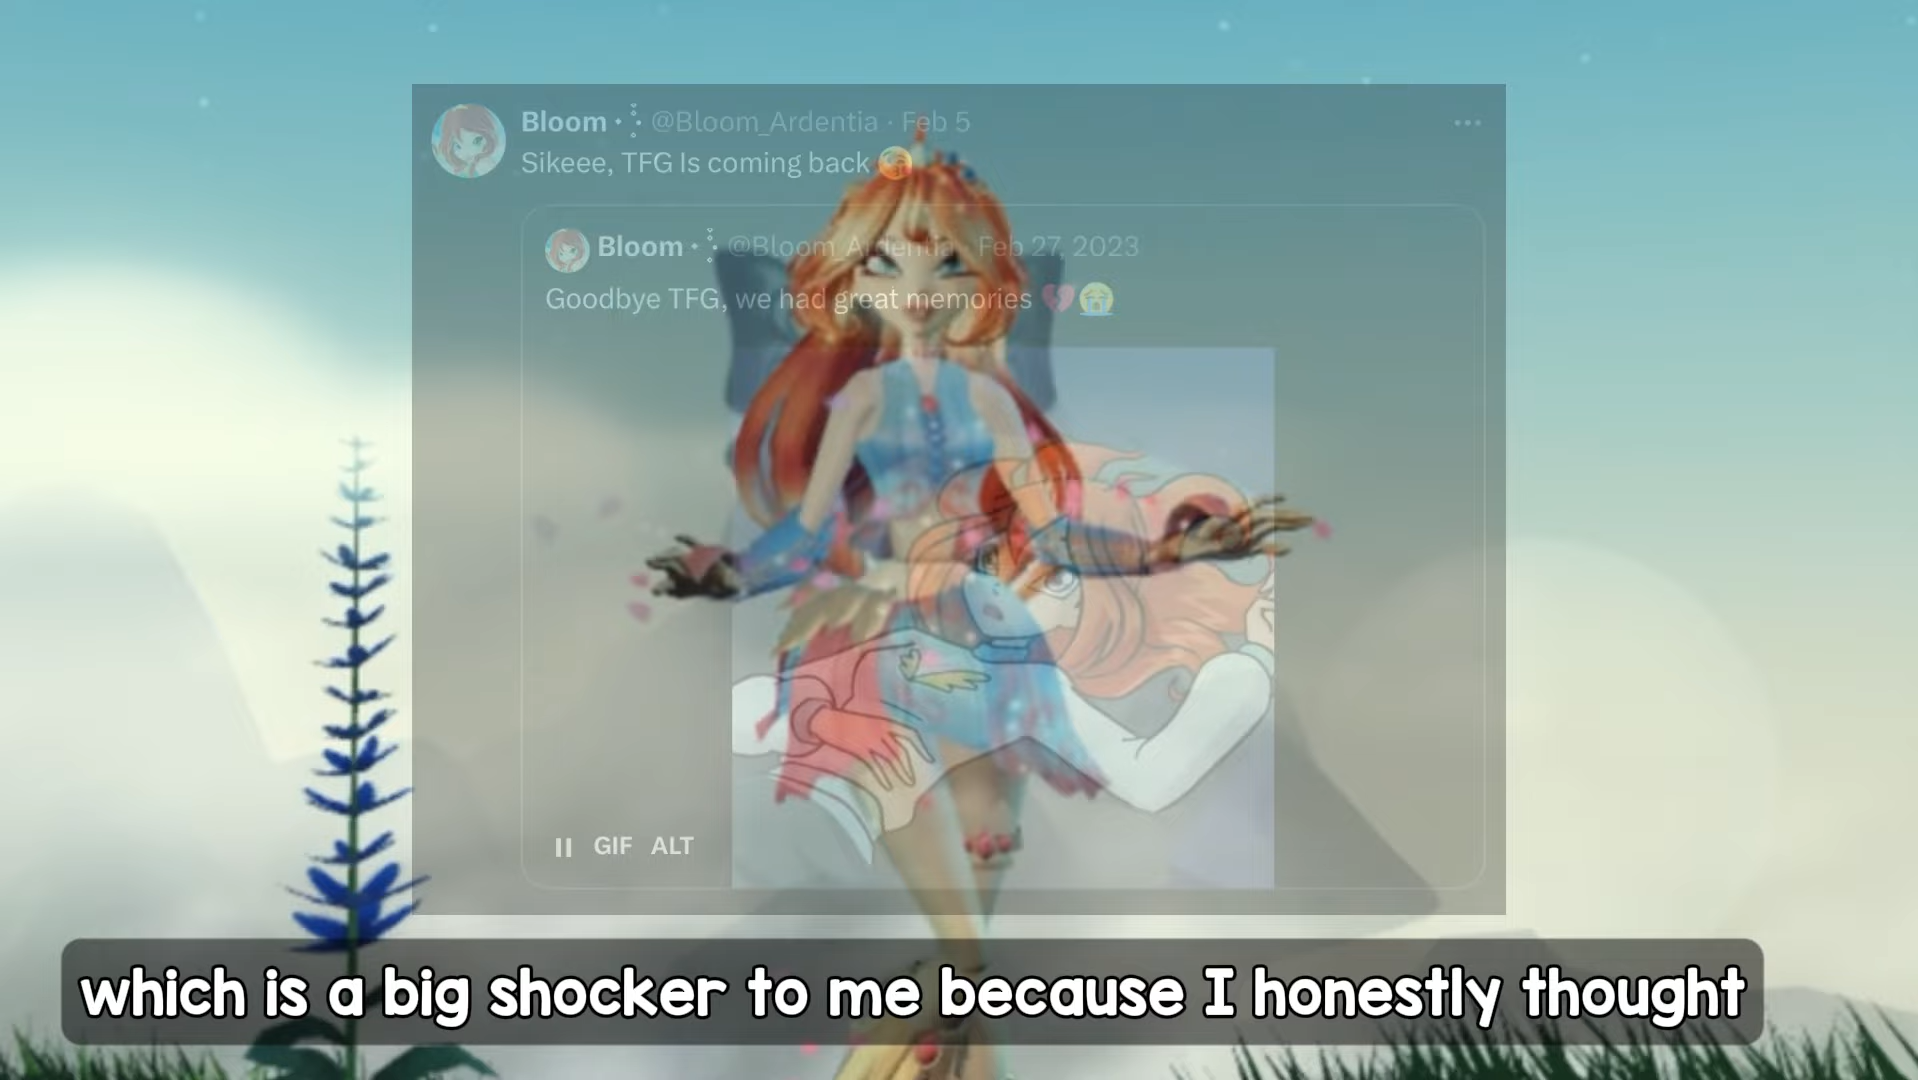 Bloom @Bloom_Ardentia · Feb 5
Sikeee, TFG Is coming back
Bloom @Bloom_Ardentia · Feb 27, 2023
Goodbye TFG, we had great memories 💔😭
GIF ALT
which is a big shocker to me because I honestly thought